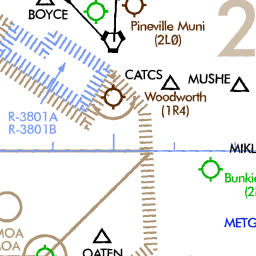 BOYCE
Pineville Muni
(2L0)
2
CATCS
MUSHE
Woodworth
(1R4)
R-3801A
R-3801B
MIKL
Bunkie
(2
MOA
MOA
METG
OATEN